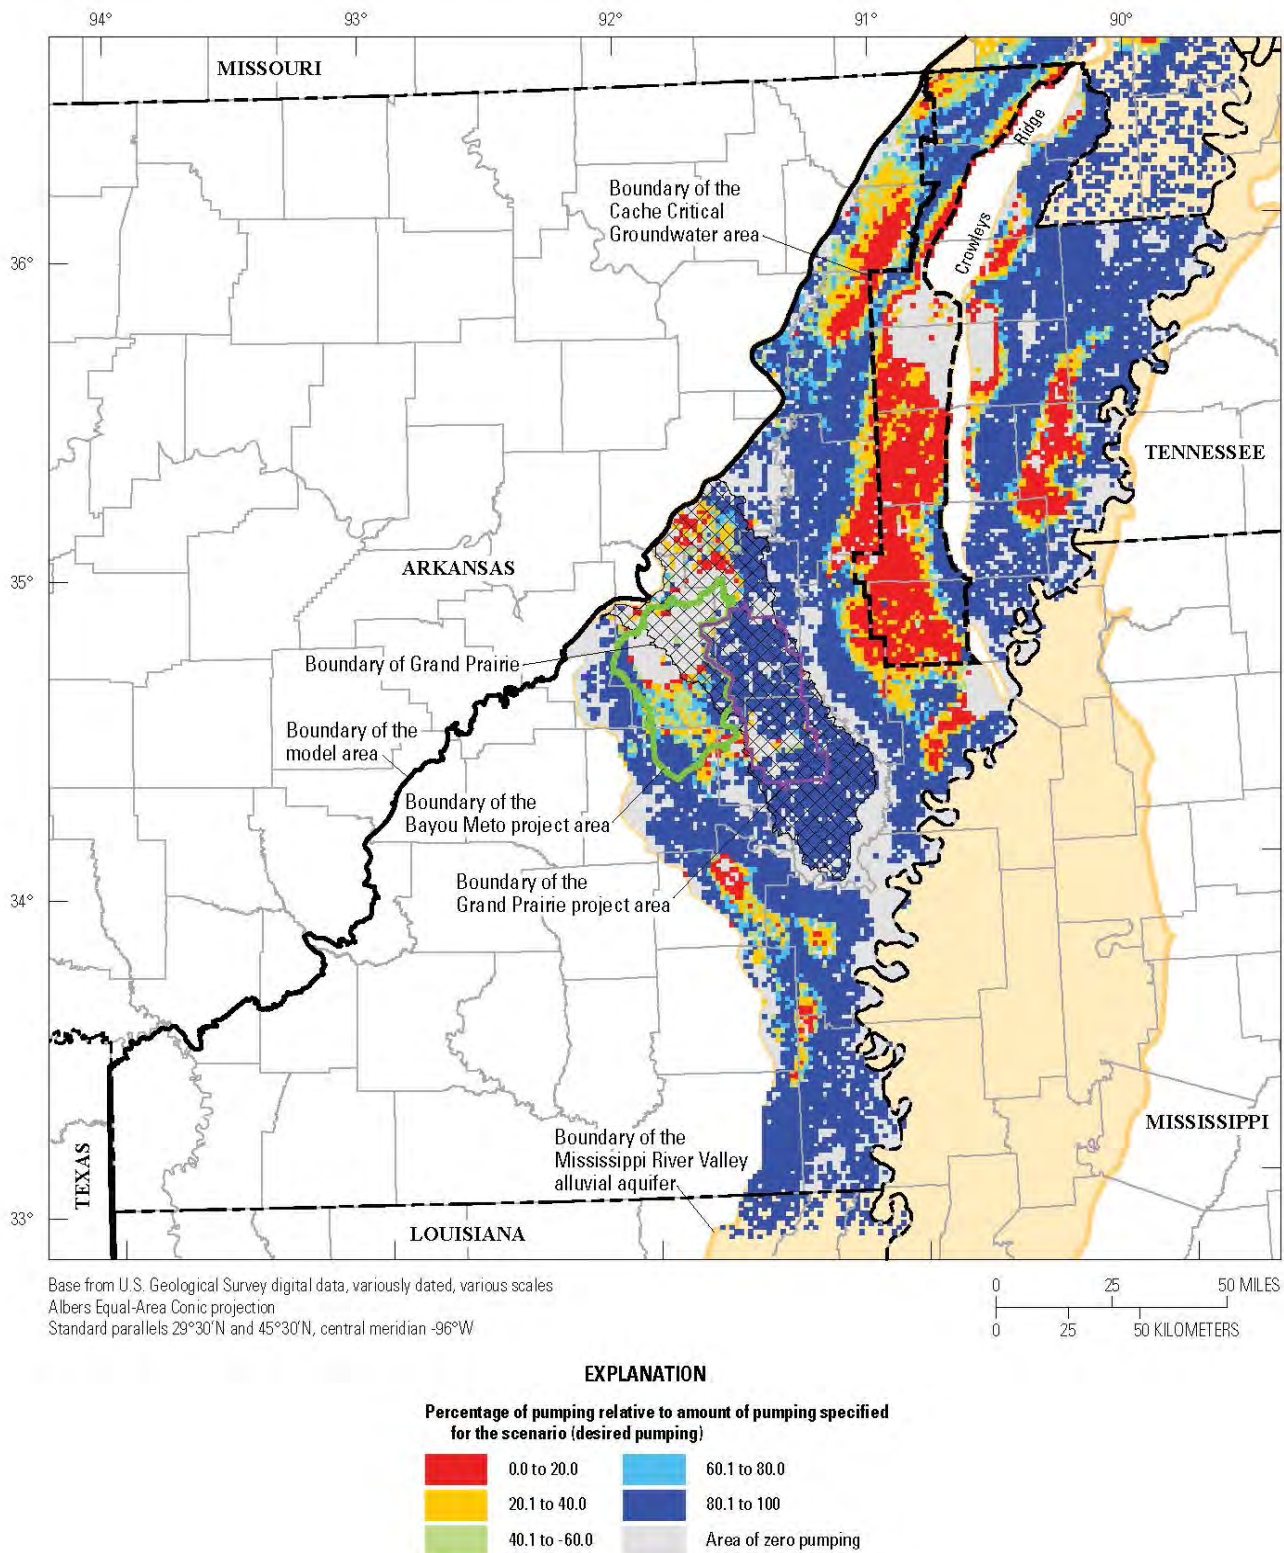 94°
93°
92°
91°
90°
MISSOURI
Ridge
Boundary of the
Cache Critical
Groundwater area
Crowleys
36°
TENNESSEE
35°
ARKANSAS
Boundary of Grand Prairie
Boundary of the
model area
Boundary of the
Bayou Meto project area
Boundary of the
Grand Prairie project area
34°
TEXAS
Boundary of the
Mississippi River Valley
alluvial aquifer
MISSISSIPPI
33°
LOUISIANA
Base from U.S. Geological Survey digital data, variously dated, various scales
Albers Equal-Area Conic projection
Standard parallels 29°30'N and 45°30'N, central meridian -96°W
0 25 50 MILES
0 25 50 KILOMETERS
EXPLANATION
Percentage of pumping relative to amount of pumping specified
for the scenario (desired pumping)
0.0 to 20.0
20.1 to 40.0
40.1 to -60.0
60.1 to 80.0
80.1 to 100
Area of zero pumping